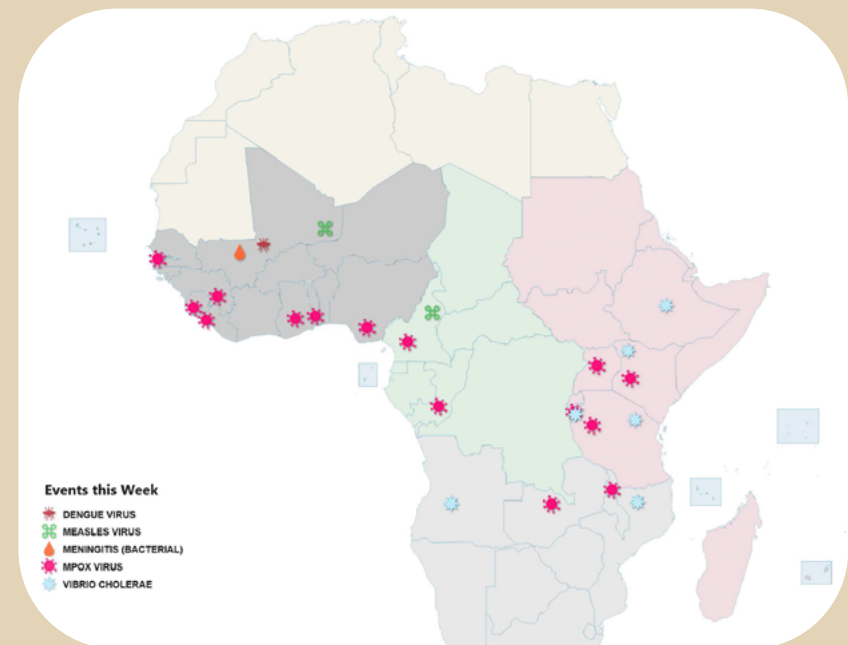 Events this Week
DENGUE VIRUS
MEASLES VIRUS
MENINGITIS (BACTERIAL)
MPOX VIRUS
VIBRIO CHOLERAE